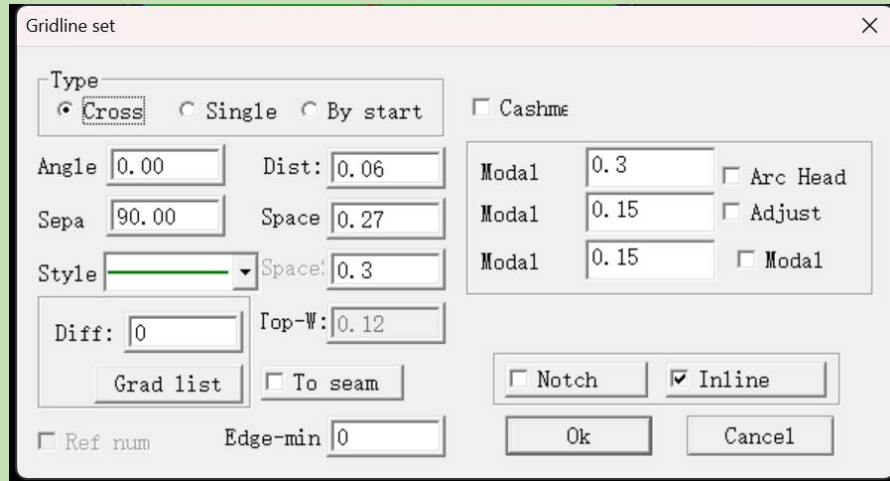 Gridline set
Type
Cross Single By start
Cashme
Angle 0.00 Dist: 0.06
Sepa 90.00 Space 0.27
Style Space: 0.3
Diff: 0 Top-W: 0.12
Grad list To seam
Ref num Edge-min 0
Modal 0.3 Arc Head
Modal 0.15 Adjust
Modal 0.15 Modal
Notch Inline
Ok Cancel